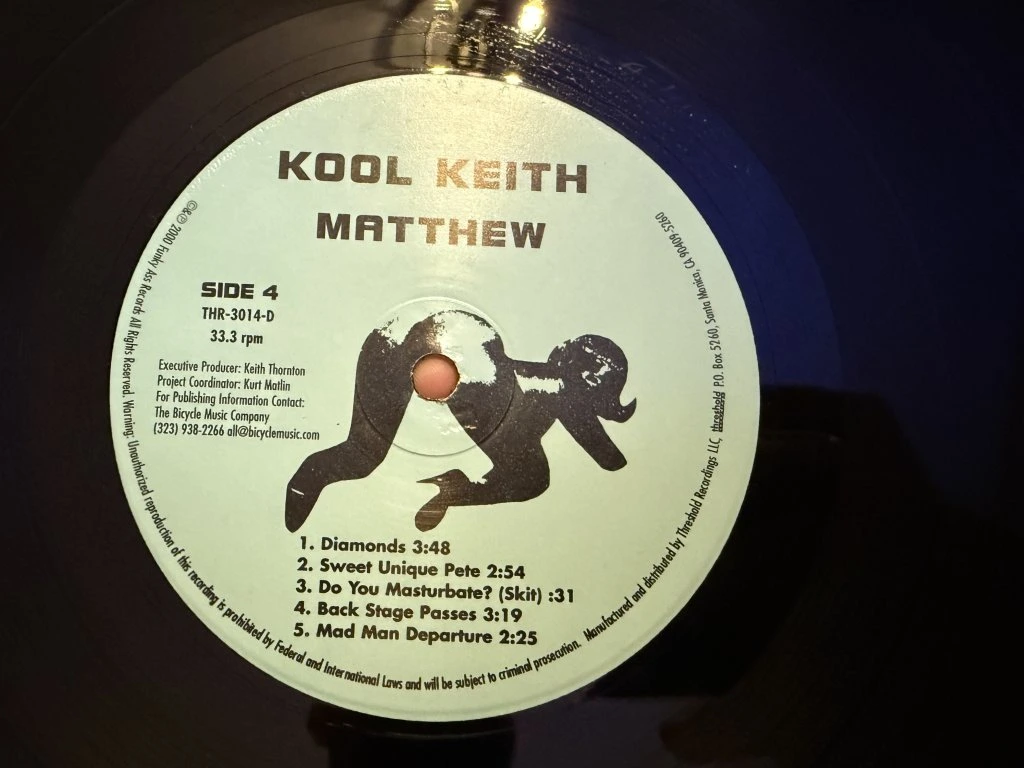 KOOL KEITH
MATTHEW
SIDE 4
THR-3014-D
33.3 rpm
Executive Producer: Keith Thornton
Project Coordinator: Kurt Matlin
For Publishing Information Contact:
The Bicycle Music Company
(323) 938-2266 all@bicyclemusic.com
1. Diamonds 3:48
2. Sweet Unique Pete 2:54
3. Do You Masturbate? (Skit) :31
4. Back Stage Passes 3:19
5. Mad Man Departure 2:25
©&℗ 2000 Funky Ass Records All Rights Reserved. Warning: Unauthorized reproduction of this recording is prohibited by Federal and International Laws and will be subject to criminal prosecution. Manufactured and distributed by Threshold Recordings LLC, threshold P.O. Box 5260, Santa Monica, CA 90409-5260